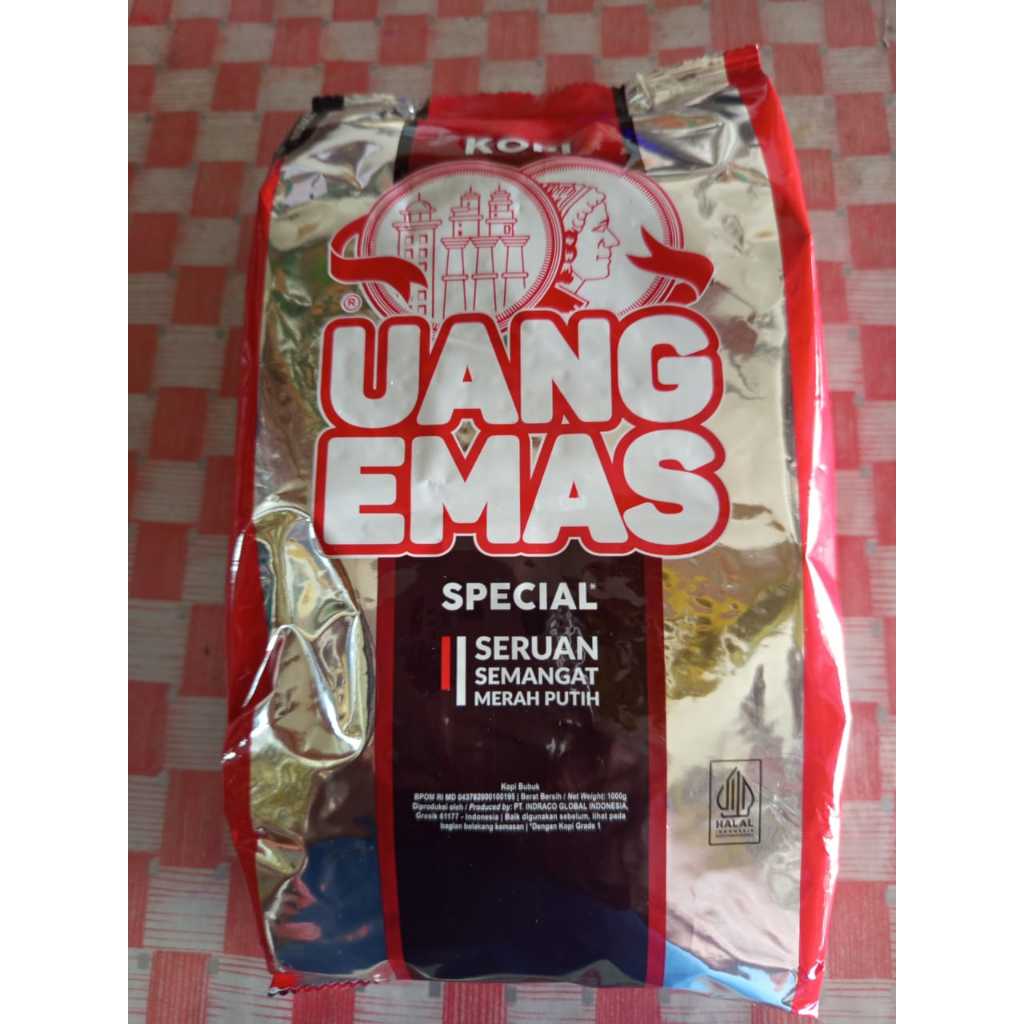 KOPI
®
UANG
EMAS
SPECIAL*
SERUAN
SEMANGAT
MERAH PUTIH
Kopi Bubuk
BPOM RI MD 043782900100195 | Berat Bersih / Net Weight: 1000g
Diproduksi oleh / Produced by: PT. INDRACO GLOBAL INDONESIA,
Gresik 61177 - Indonesia | Baik digunakan sebelum, lihat pada
bagian belakang kemasan | *Dengan Kopi Grade 1
HALAL
INDONESIA